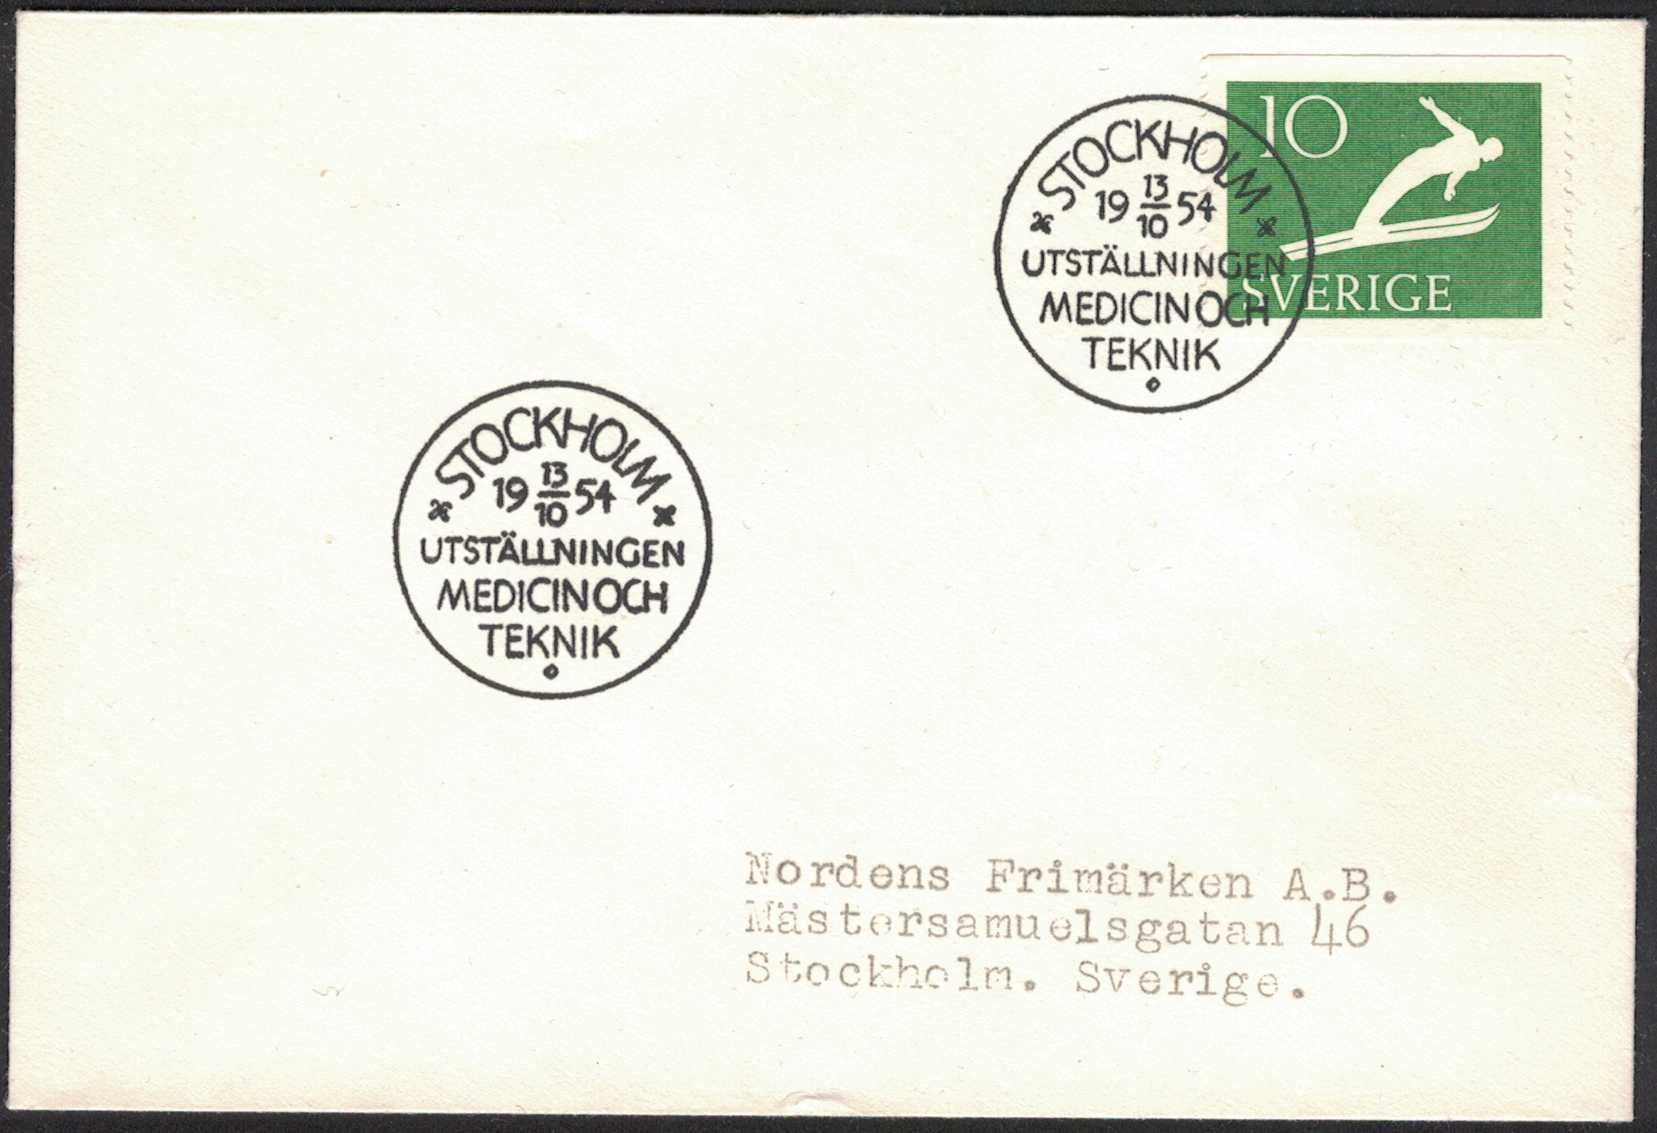 10
SVERIGE
STOCKHOLM
19 13/10 54
UTSTÄLLNINGEN
MEDICIN OCH
TEKNIK
STOCKHOLM
19 13/10 54
UTSTÄLLNINGEN
MEDICIN OCH
TEKNIK
Nordens Frimärken A.B.
Mästersamuelsgatan 46
Stockholm. Sverige.